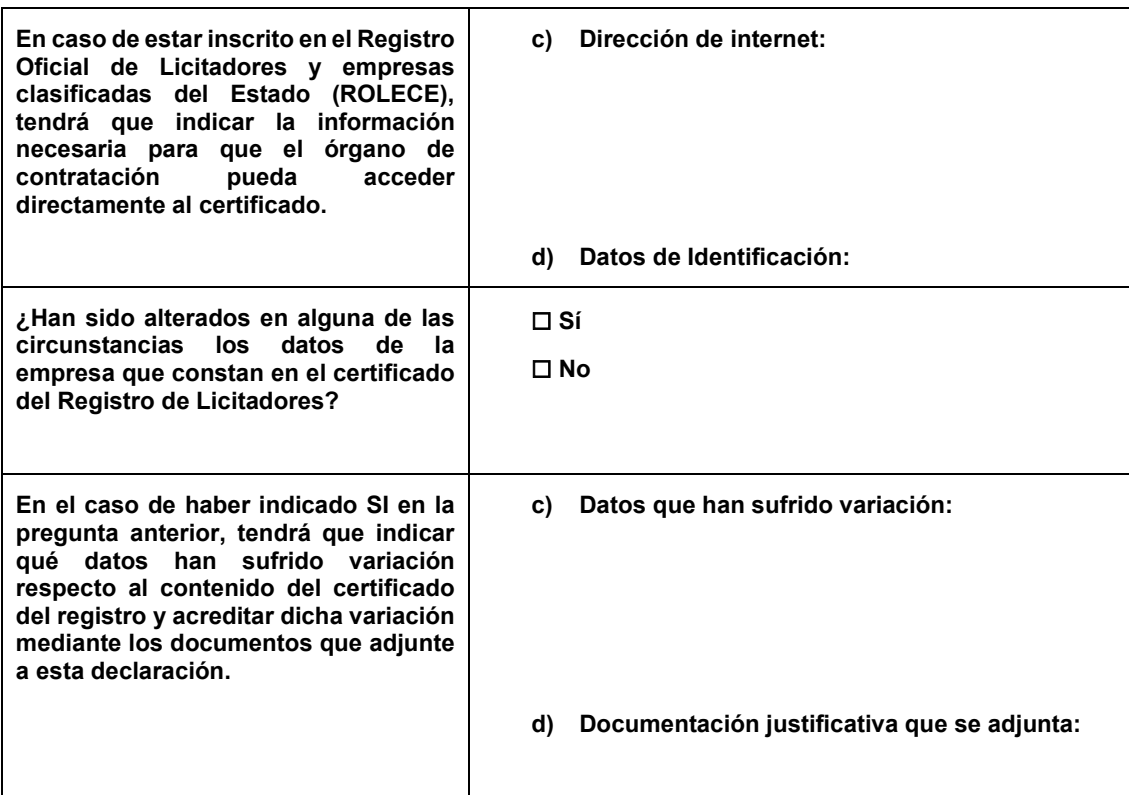 En caso de estar inscrito en el Registro
Oficial de Licitadores y empresas
clasificadas del Estado (ROLECE),
tendrá que indicar la información
necesaria para que el órgano de
contratación pueda acceder
directamente al certificado.
c) Dirección de internet:
d) Datos de Identificación:
¿Han sido alterados en alguna de las
circunstancias los datos de la
empresa que constan en el certificado
del Registro de Licitadores?
☐ Sí
☐ No
En el caso de haber indicado SI en la
pregunta anterior, tendrá que indicar
qué datos han sufrido variación
respecto al contenido del certificado
del registro y acreditar dicha variación
mediante los documentos que adjunte
a esta declaración.
c) Datos que han sufrido variación:
d) Documentación justificativa que se adjunta: